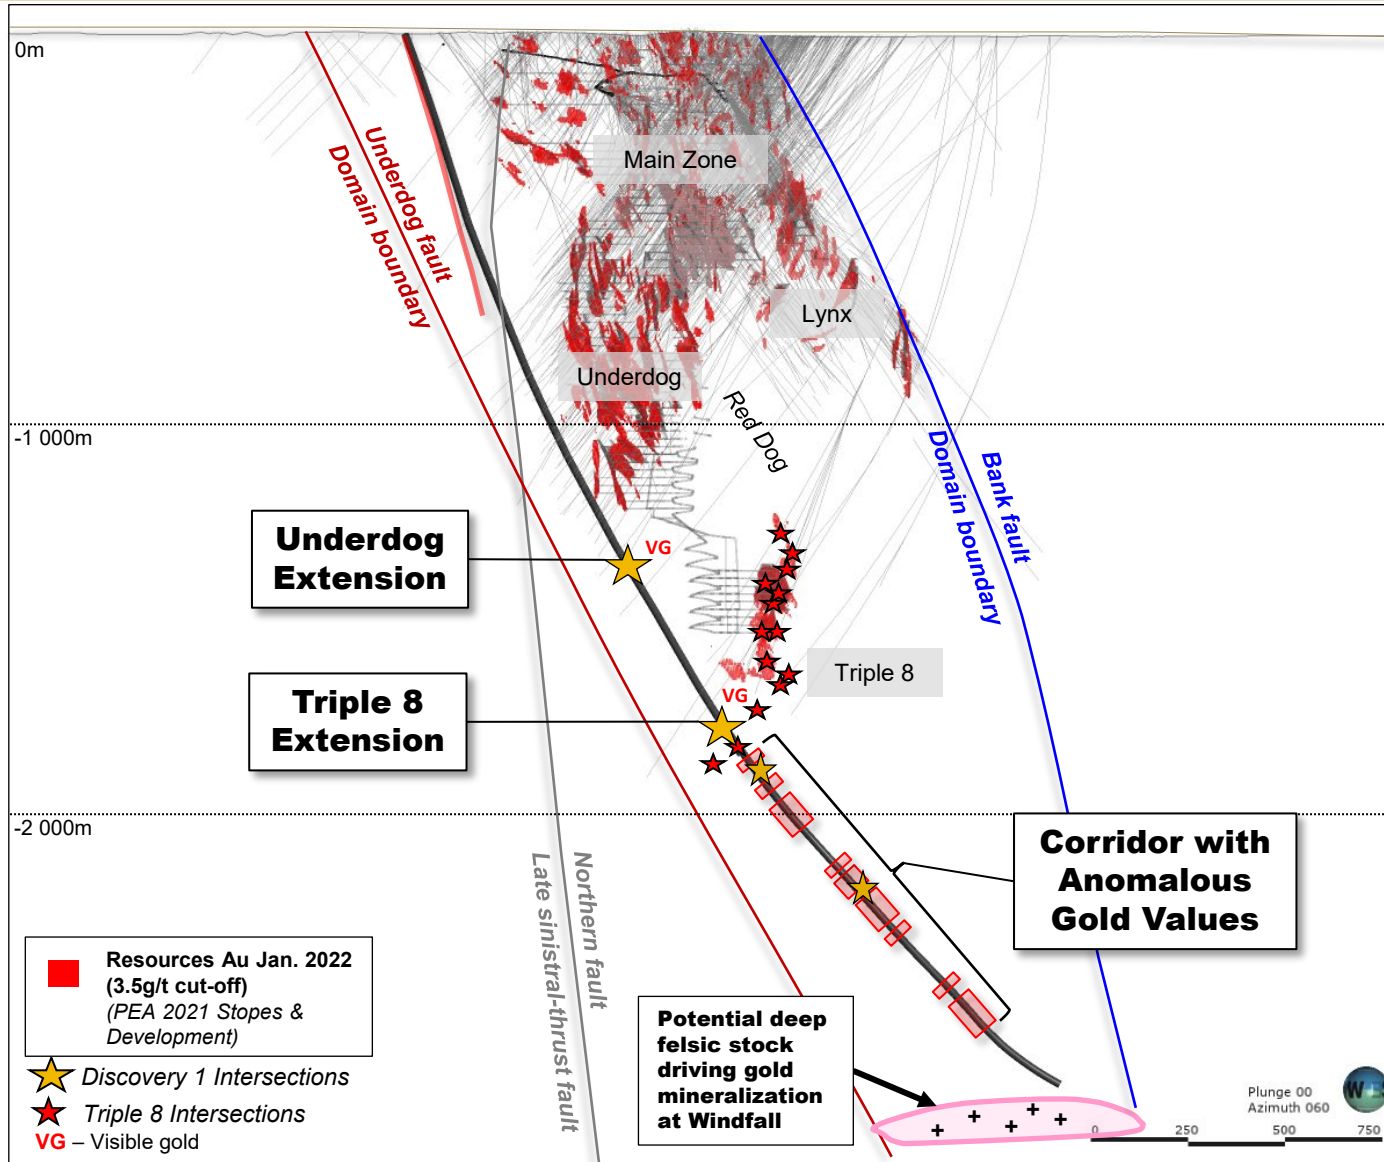 0m
Main Zone
Underdog fault
Domain boundary
Lynx
Underdog
Red Dog
-1 000m
Bank fault
Domain boundary
Underdog
Extension
VG
Triple 8
VG
Triple 8
Extension
-2 000m
Corridor with
Anomalous
Gold Values
Northern fault
Late sinistral-thrust fault
Resources Au Jan. 2022
(3.5g/t cut-off)
(PEA 2021 Stopes &
Development)
Discovery 1 Intersections
Triple 8 Intersections
VG – Visible gold
Potential deep
felsic stock
driving gold
mineralization
at Windfall
Plunge 00
Azimuth 060
W
0 250 500 750